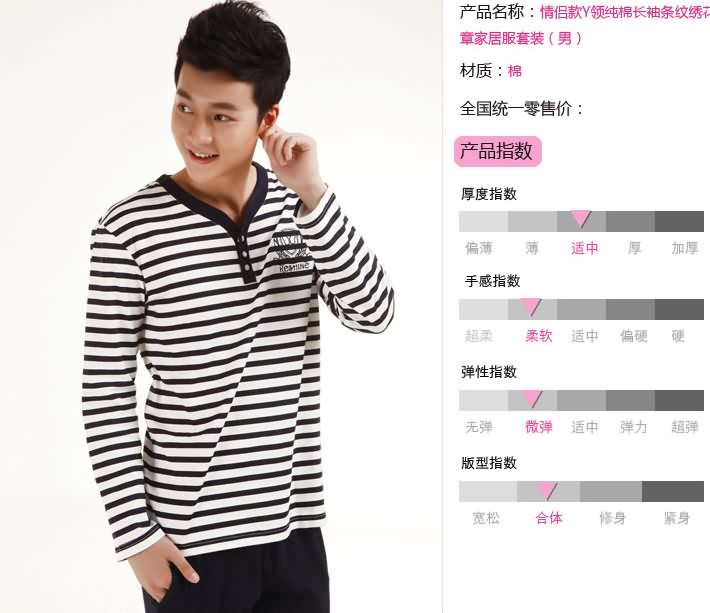 产品名称：情侣款Y领纯棉长袖条纹绣花
章家居服套装（男）
材质：棉
全国统一零售价：
产品指数
厚度指数
偏薄 薄 适中 厚 加厚
手感指数
超柔 柔软 适中 偏硬 硬
弹性指数
无弹 微弹 适中 弹力 超弹
版型指数
宽松 合体 修身 紧身
ReSHINE